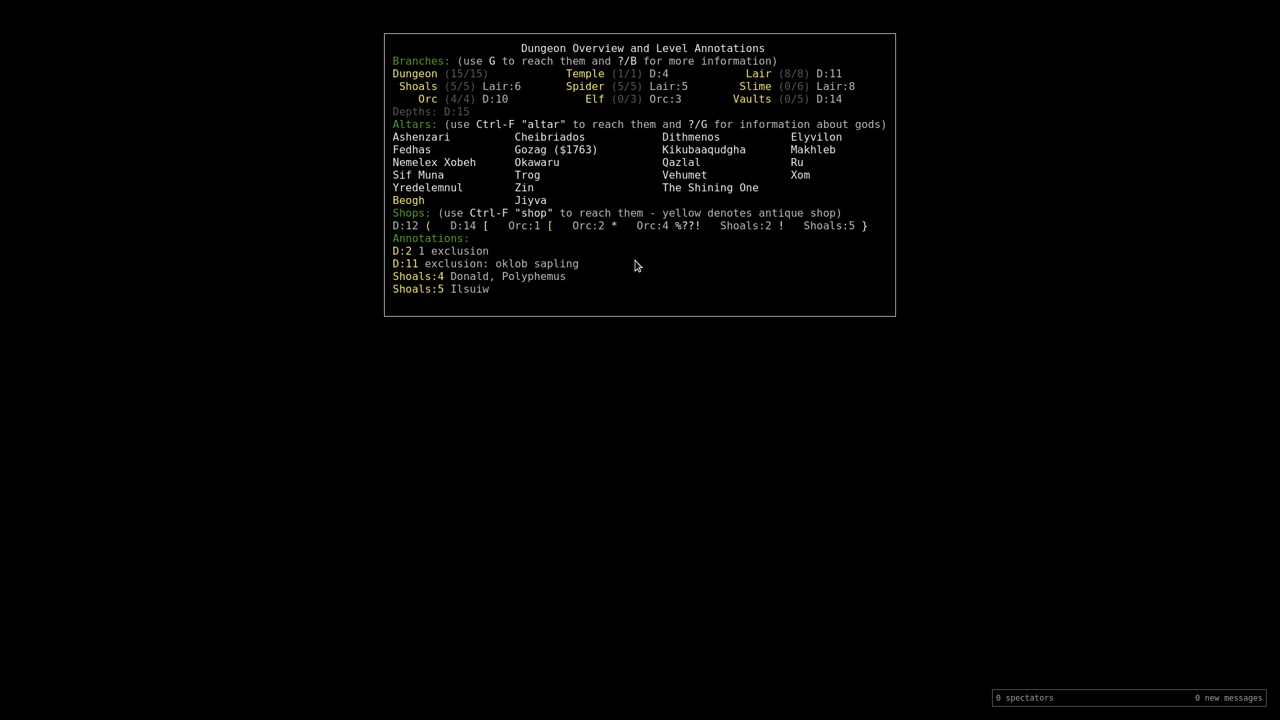 Dungeon Overview and Level Annotations
Branches: (use G to reach them and ?/B for more information)
Dungeon (15/15) Temple (1/1) D:4 Lair (8/8) D:11
Shoals (5/5) Lair:6 Spider (5/5) Lair:5 Slime (0/6) Lair:8
Orc (4/4) D:10 Elf (0/3) Orc:3 Vaults (0/5) D:14
Depths: D:15
Altars: (use Ctrl-F "altar" to reach them and ?/G for information about gods)
Ashenzari Cheibriados Dithmenos Elyvilon
Fedhas Gozag ($1763) Kikubaaqudgha Makhleb
Nemelex Xobeh Okawaru Qazlal Ru
Sif Muna Trog Vehumet Xom
Yredelemnul Zin The Shining One
Beogh Jiyva
Shops: (use Ctrl-F "shop" to reach them - yellow denotes antique shop)
D:12 ( D:14 [ Orc:1 [ Orc:2 * Orc:4 %??! Shoals:2 ! Shoals:5 }
Annotations:
D:2 1 exclusion
D:11 exclusion: oklob sapling
Shoals:4 Donald, Polyphemus
Shoals:5 Ilsuiw
0 spectators 0 new messages